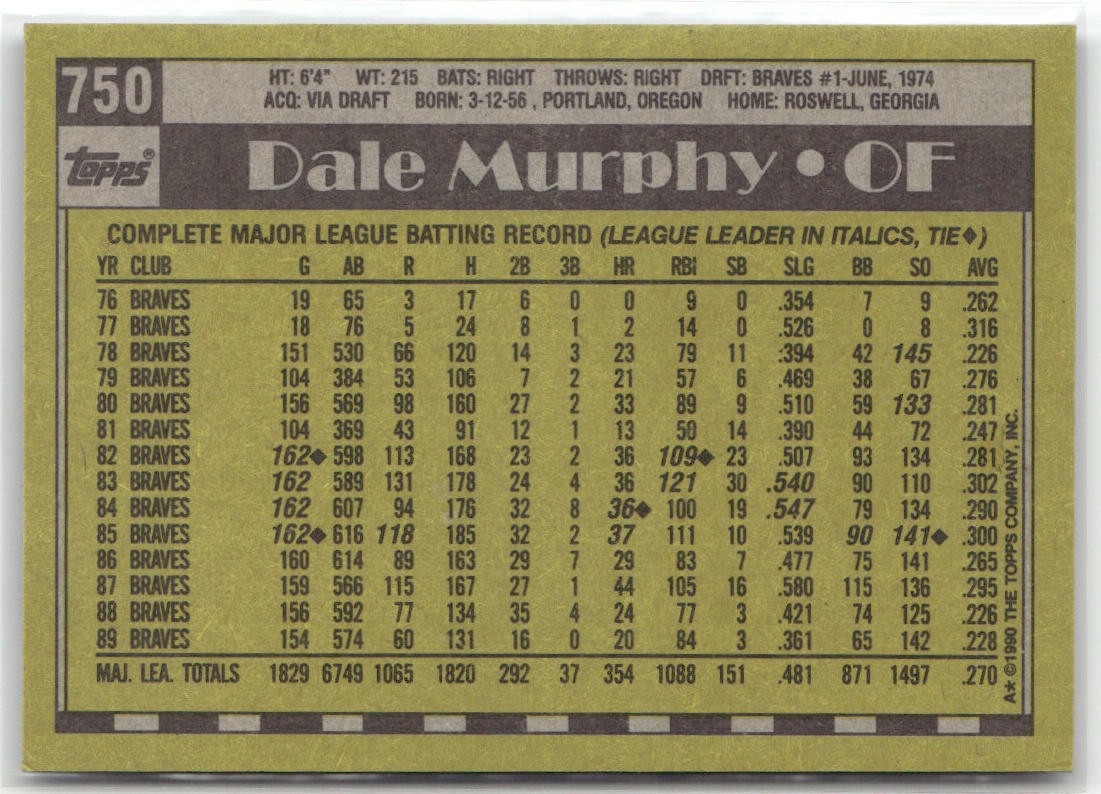 750
HT: 6'4" WT: 215 BATS: RIGHT THROWS: RIGHT DRFT: BRAVES #1-JUNE, 1974
ACQ: VIA DRAFT BORN: 3-12-56 , PORTLAND, OREGON HOME: ROSWELL, GEORGIA
TOPPS®
Dale Murphy • OF
COMPLETE MAJOR LEAGUE BATTING RECORD (LEAGUE LEADER IN ITALICS, TIE♦)
YR CLUB G AB R H 2B 3B HR RBI SB SLG BB SO AVG
76 BRAVES 19 65 3 17 6 0 0 9 0 .354 7 9 .262
77 BRAVES 18 76 5 24 8 1 2 14 0 .526 0 8 .316
78 BRAVES 151 530 66 120 14 3 23 79 11 .394 42 145 .226
79 BRAVES 104 384 53 106 7 2 21 57 6 .469 38 67 .276
80 BRAVES 156 569 98 160 27 2 33 89 9 .510 59 133 .281
81 BRAVES 104 369 43 91 12 1 13 50 14 .390 44 72 .247
82 BRAVES 162♦ 598 113 168 23 2 36 109♦ 23 .507 93 134 .281
83 BRAVES 162 589 131 178 24 4 36 121 30 .540 90 110 .302
84 BRAVES 162 607 94 176 32 8 36♦ 100 19 .547 79 134 .290
85 BRAVES 162♦ 616 118 185 32 2 37 111 10 .539 90 141♦ .300
86 BRAVES 160 614 89 163 29 7 29 83 7 .477 75 141 .265
87 BRAVES 159 566 115 167 27 1 44 105 16 .580 115 136 .295
88 BRAVES 156 592 77 134 35 4 24 77 3 .421 74 125 .226
89 BRAVES 154 574 60 131 16 0 20 84 3 .361 65 142 .228
MAJ. LEA. TOTALS 1829 6749 1065 1820 292 37 354 1088 151 .481 871 1497 .270
A★ ©1990 THE TOPPS COMPANY, INC.